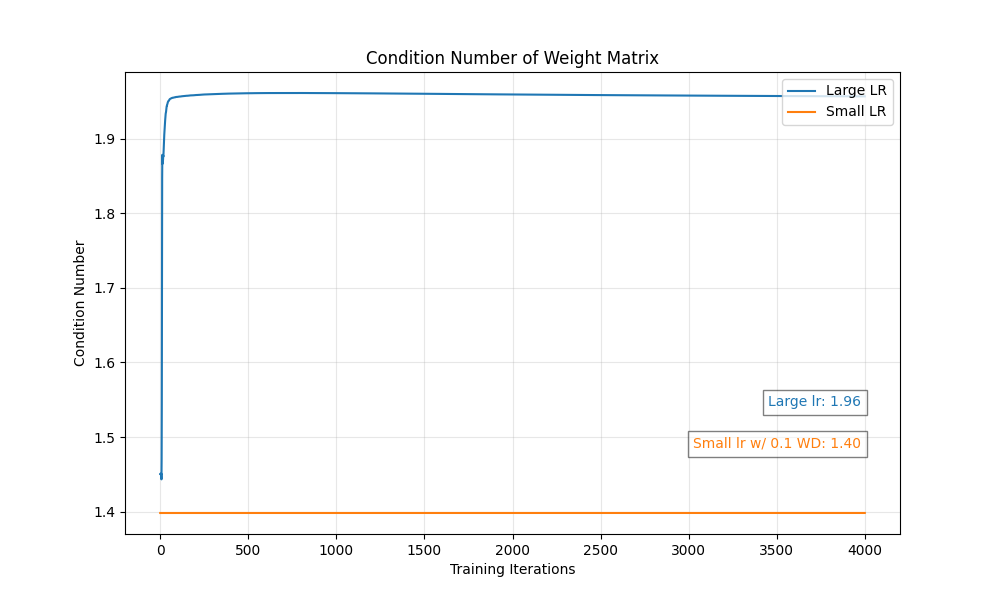 Condition Number of Weight Matrix
Large LR
Small LR
1.9
1.8
1.7
1.6
1.5
1.4
Condition Number
Large lr: 1.96
Small lr w/ 0.1 WD: 1.40
0 500 1000 1500 2000 2500 3000 3500 4000
Training Iterations